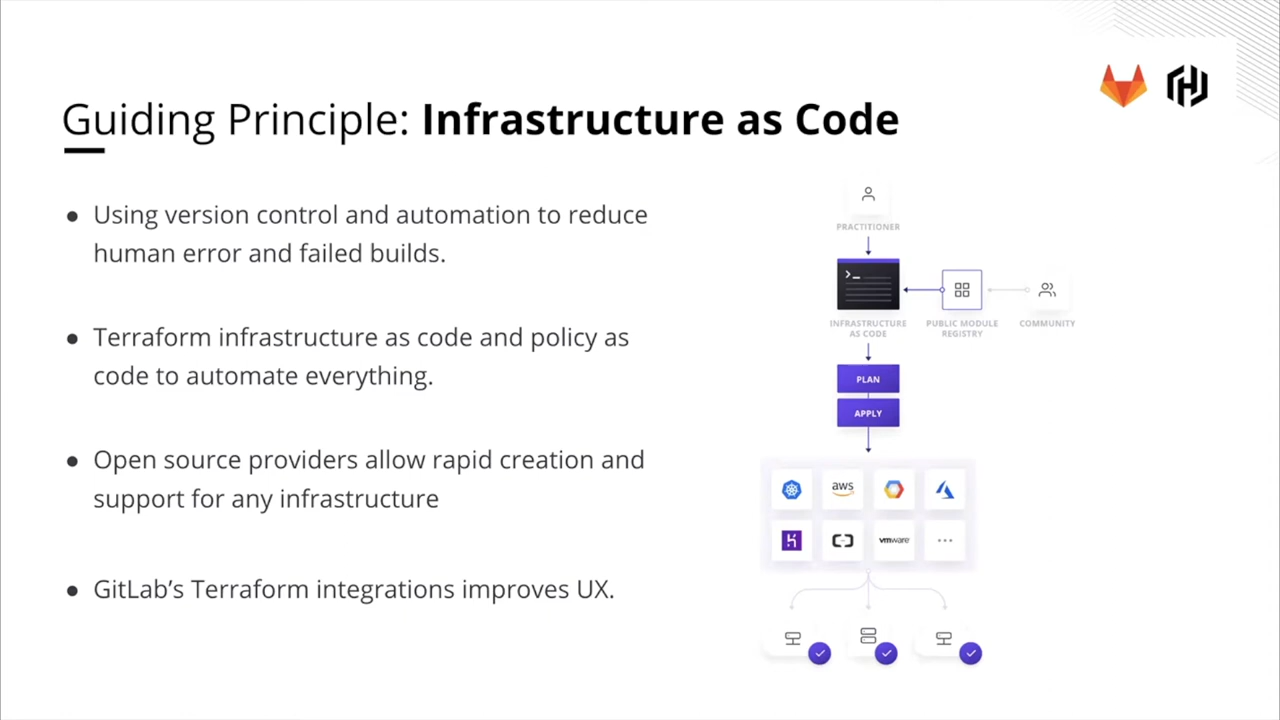 Guiding Principle: Infrastructure as Code
● Using version control and automation to reduce
human error and failed builds.
● Terraform infrastructure as code and policy as
code to automate everything.
● Open source providers allow rapid creation and
support for any infrastructure
● GitLab’s Terraform integrations improves UX.
PRACTITIONER
INFRASTRUCTURE
AS CODE
PUBLIC MODULE
REGISTRY
COMMUNITY
PLAN
APPLY
aws
vmware